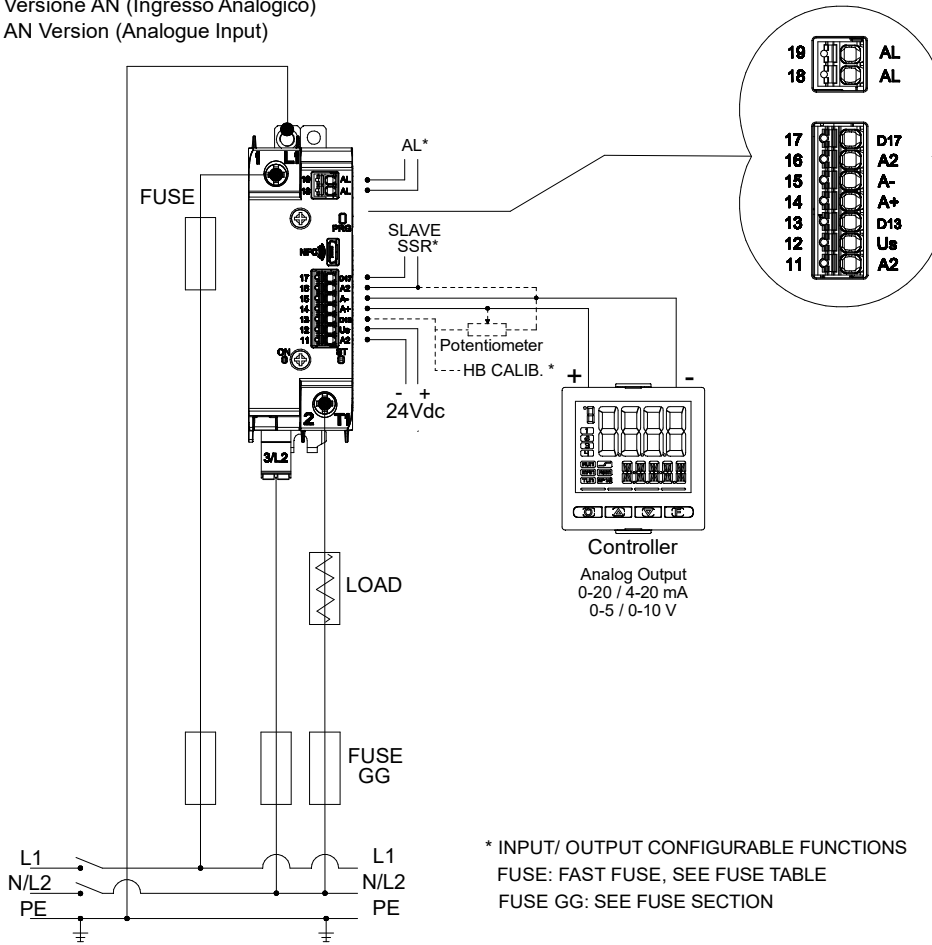 Versione AN (Ingresso Analogico)
AN Version (Analogue Input)
19 AL
18 AL
17 D17
16 A2
15 A-
14 A+
13 D13
12 Us
11 A2
1 L1
19 AL
18 AL
AL*
FUSE
PRG
SLAVE
SSR*
NFC
17 D17
16 A2
15 A-
14 A+
13 D13
12 Us
11 A2
Potentiometer
ON
ST
HB CALIB. *
+ -
- +
24Vdc
2 T1
3/L2
Controller
Analog Output
0-20 / 4-20 mA
0-5 / 0-10 V
LOAD
FUSE
GG
L1 L1
N/L2 N/L2
PE PE
* INPUT/ OUTPUT CONFIGURABLE FUNCTIONS
FUSE: FAST FUSE, SEE FUSE TABLE
FUSE GG: SEE FUSE SECTION